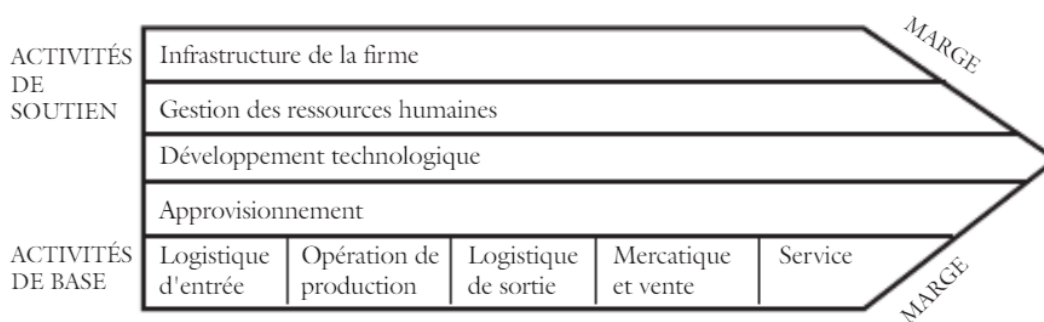 ACTIVITÉS
DE
SOUTIEN
Infrastructure de la firme
MARGE
Gestion des ressources humaines
Développement technologique
Approvisionnement
ACTIVITÉS
DE BASE
Logistique
d'entrée
Opération de
production
Logistique
de sortie
Mercatique
et vente
Service
MARGE